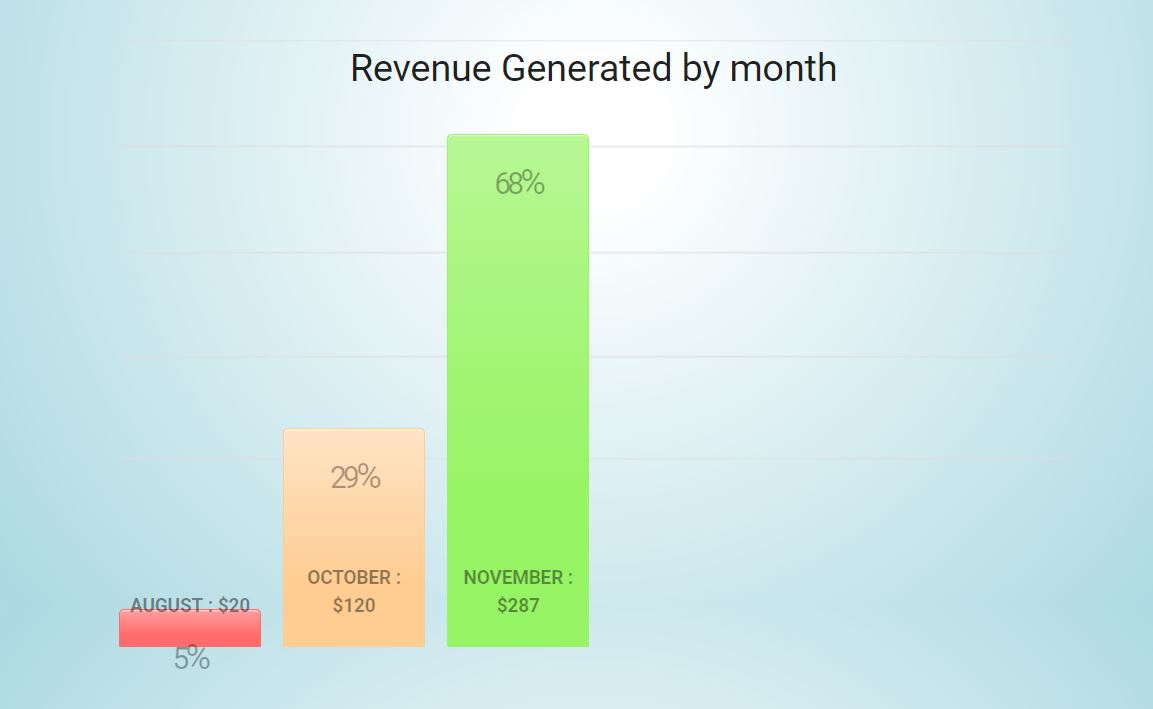 Revenue Generated by month
68%
29%
OCTOBER :
$120
NOVEMBER :
$287
AUGUST : $20
5%